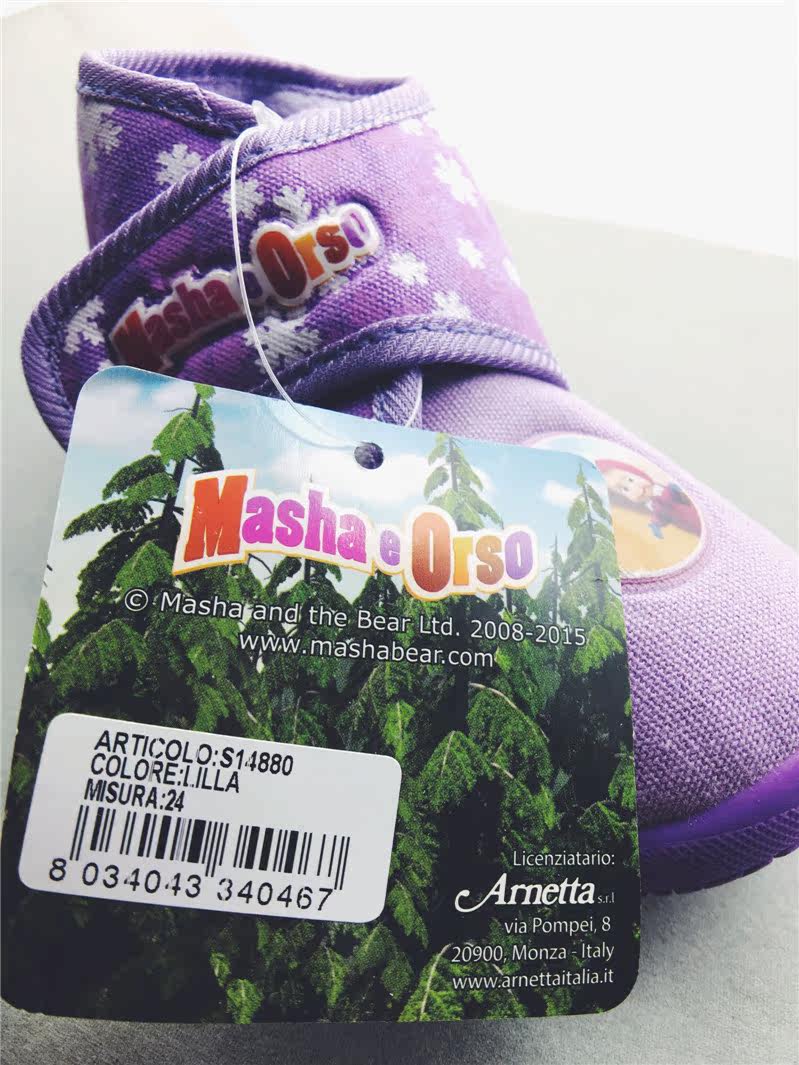 Masha e Orso
Masha e Orso
© Masha and the Bear Ltd. 2008-2015
www.mashabear.com
ARTICOLO:S14880
COLORE:LILLA
MISURA:24
8 034043 340467
Licenziatario:
Arnetta s.r.l
via Pompei, 8
20900, Monza - Italy
www.arnettaitalia.it